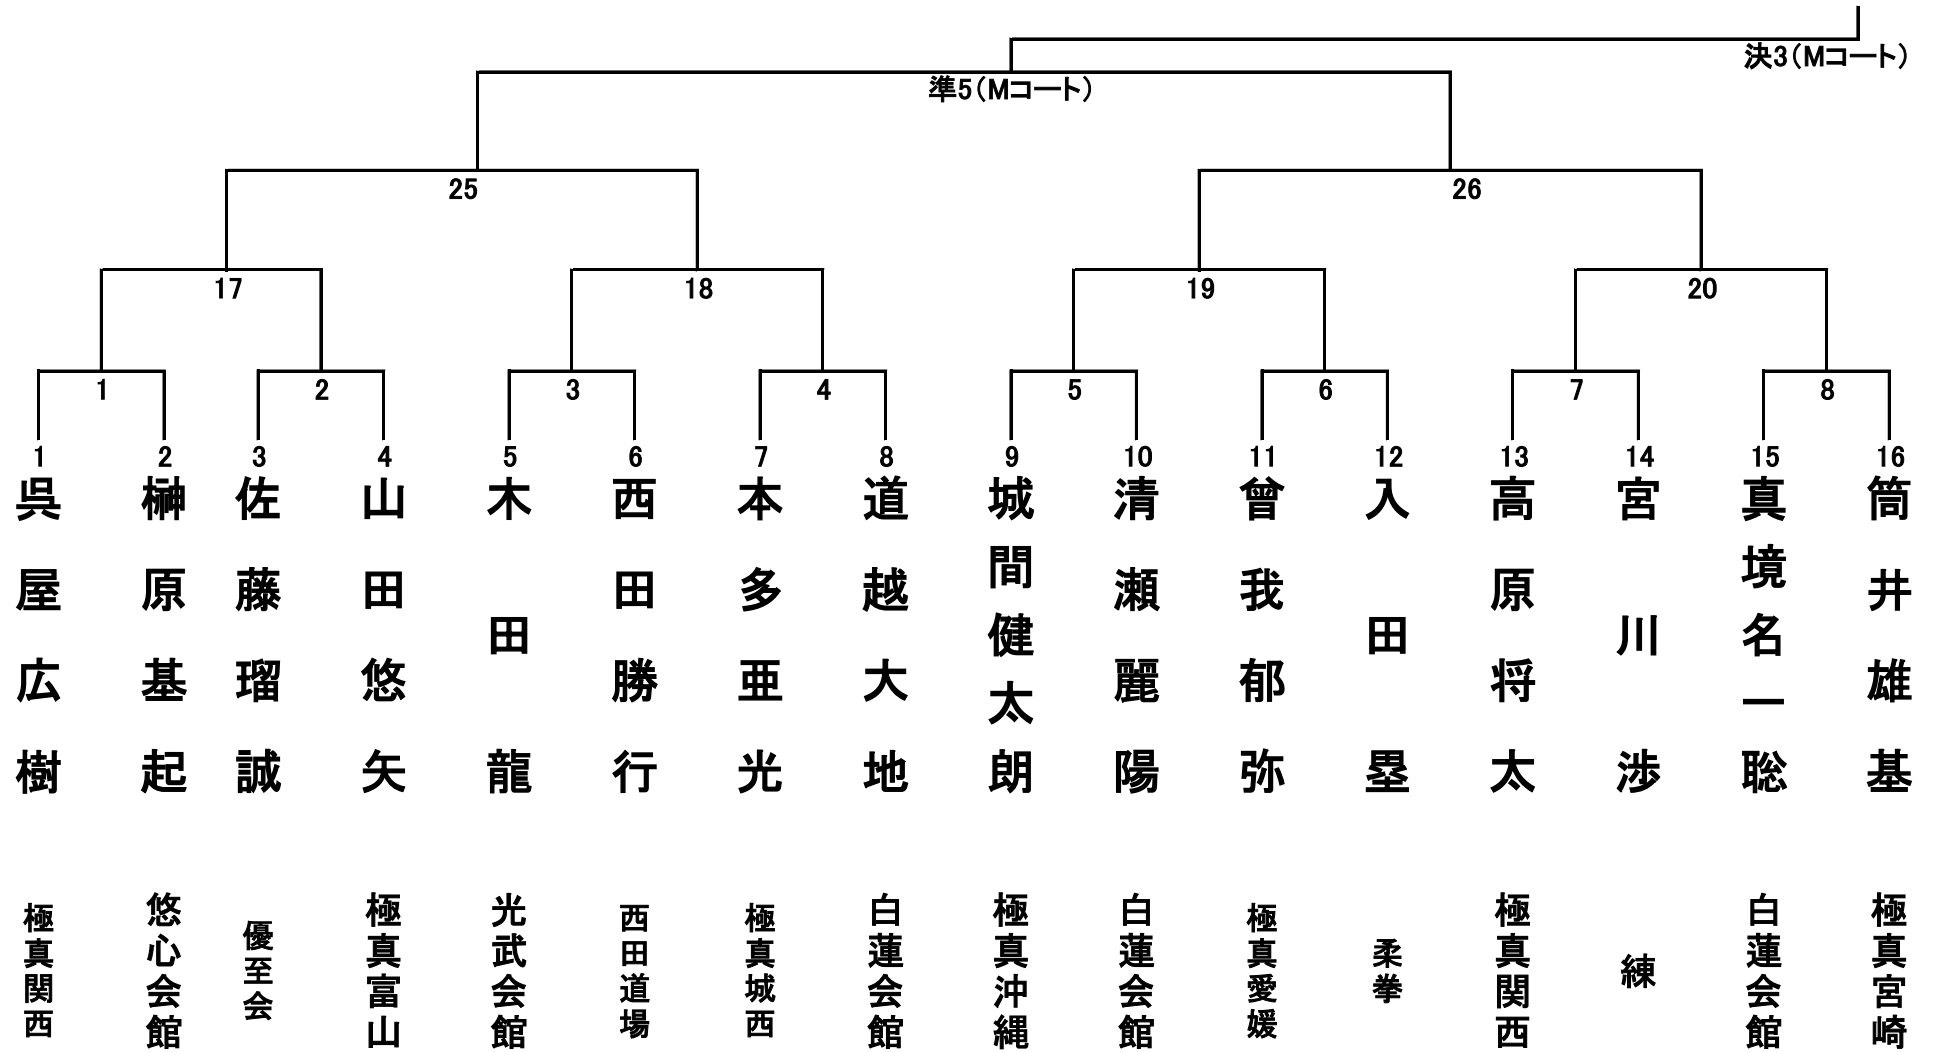 決3（Mコート）
準5（Mコート）
25
26
17
18
19
20
1
2
3
4
5
6
7
8
1
2
3
4
5
6
7
8
9
10
11
12
13
14
15
16
呉屋広樹
榊原基起
佐藤瑠誠
山田悠矢
木田龍
西田勝行
本多亜光
道越大地
城間健太朗
清瀬麗陽
曾我郁弥
入田塁
高原将太
宮川渉
真境名一聡
筒井雄基
極真関西
悠心会館
優至会
極真富山
光武会館
西田道場
極真城西
白蓮会館
極真沖縄
白蓮会館
極真愛媛
柔拳
極真関西
練
白蓮会館
極真宮崎